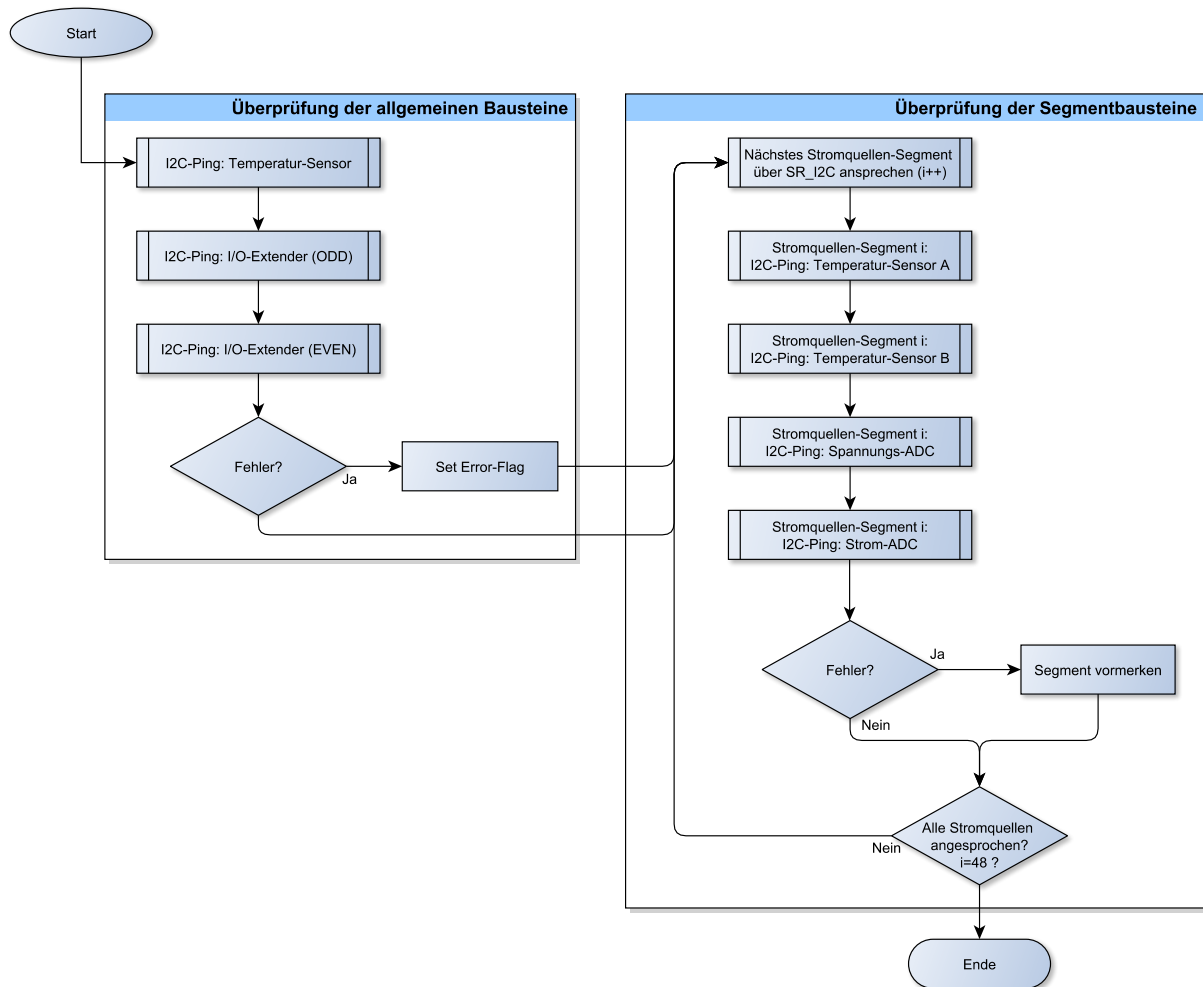 Start
Überprüfung der allgemeinen Bausteine
I2C-Ping: Temperatur-Sensor
I2C-Ping: I/O-Extender (ODD)
I2C-Ping: I/O-Extender (EVEN)
Fehler?
Ja
Set Error-Flag
Überprüfung der Segmentbausteine
Nächstes Stromquellen-Segment
über SR_I2C ansprechen (i++)
Stromquellen-Segment i:
I2C-Ping: Temperatur-Sensor A
Stromquellen-Segment i:
I2C-Ping: Temperatur-Sensor B
Stromquellen-Segment i:
I2C-Ping: Spannungs-ADC
Stromquellen-Segment i:
I2C-Ping: Strom-ADC
Fehler?
Ja
Segment vormerken
Nein
Alle Stromquellen
angesprochen?
i=48 ?
Nein
Ende